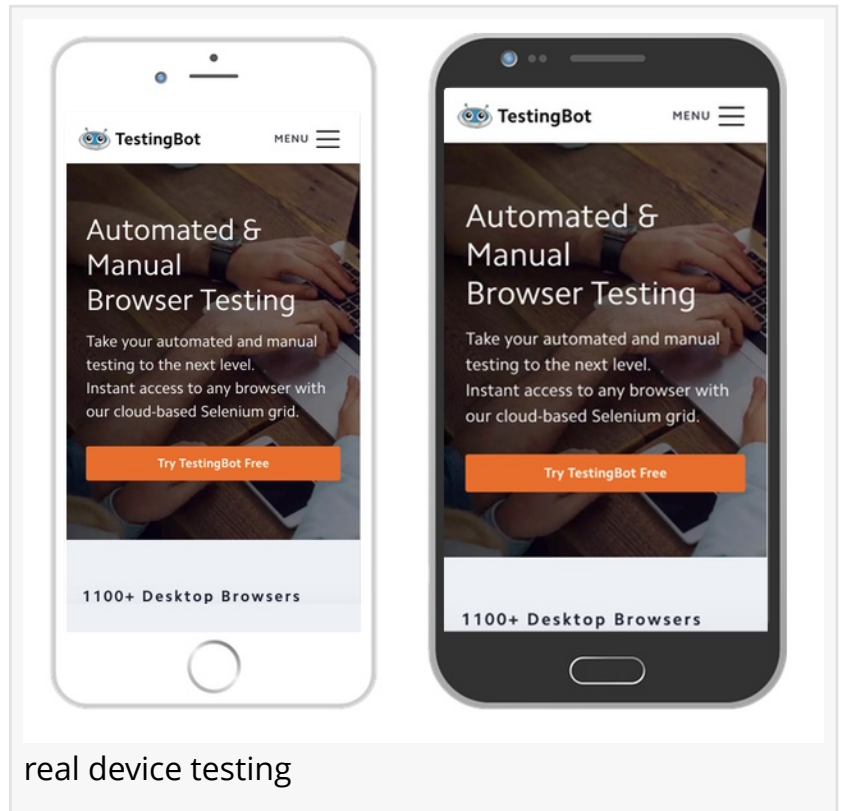 TestingBot MENU
Automated &
Manual
Browser Testing
Take your automated and manual
testing to the next level.
Instant access to any browser with
our cloud-based Selenium grid.
Try TestingBot Free
1100+ Desktop Browsers
TestingBot MENU
Automated &
Manual
Browser Testing
Take your automated and manual
testing to the next level.
Instant access to any browser with
our cloud-based Selenium grid.
Try TestingBot Free
1100+ Desktop Browsers
real device testing